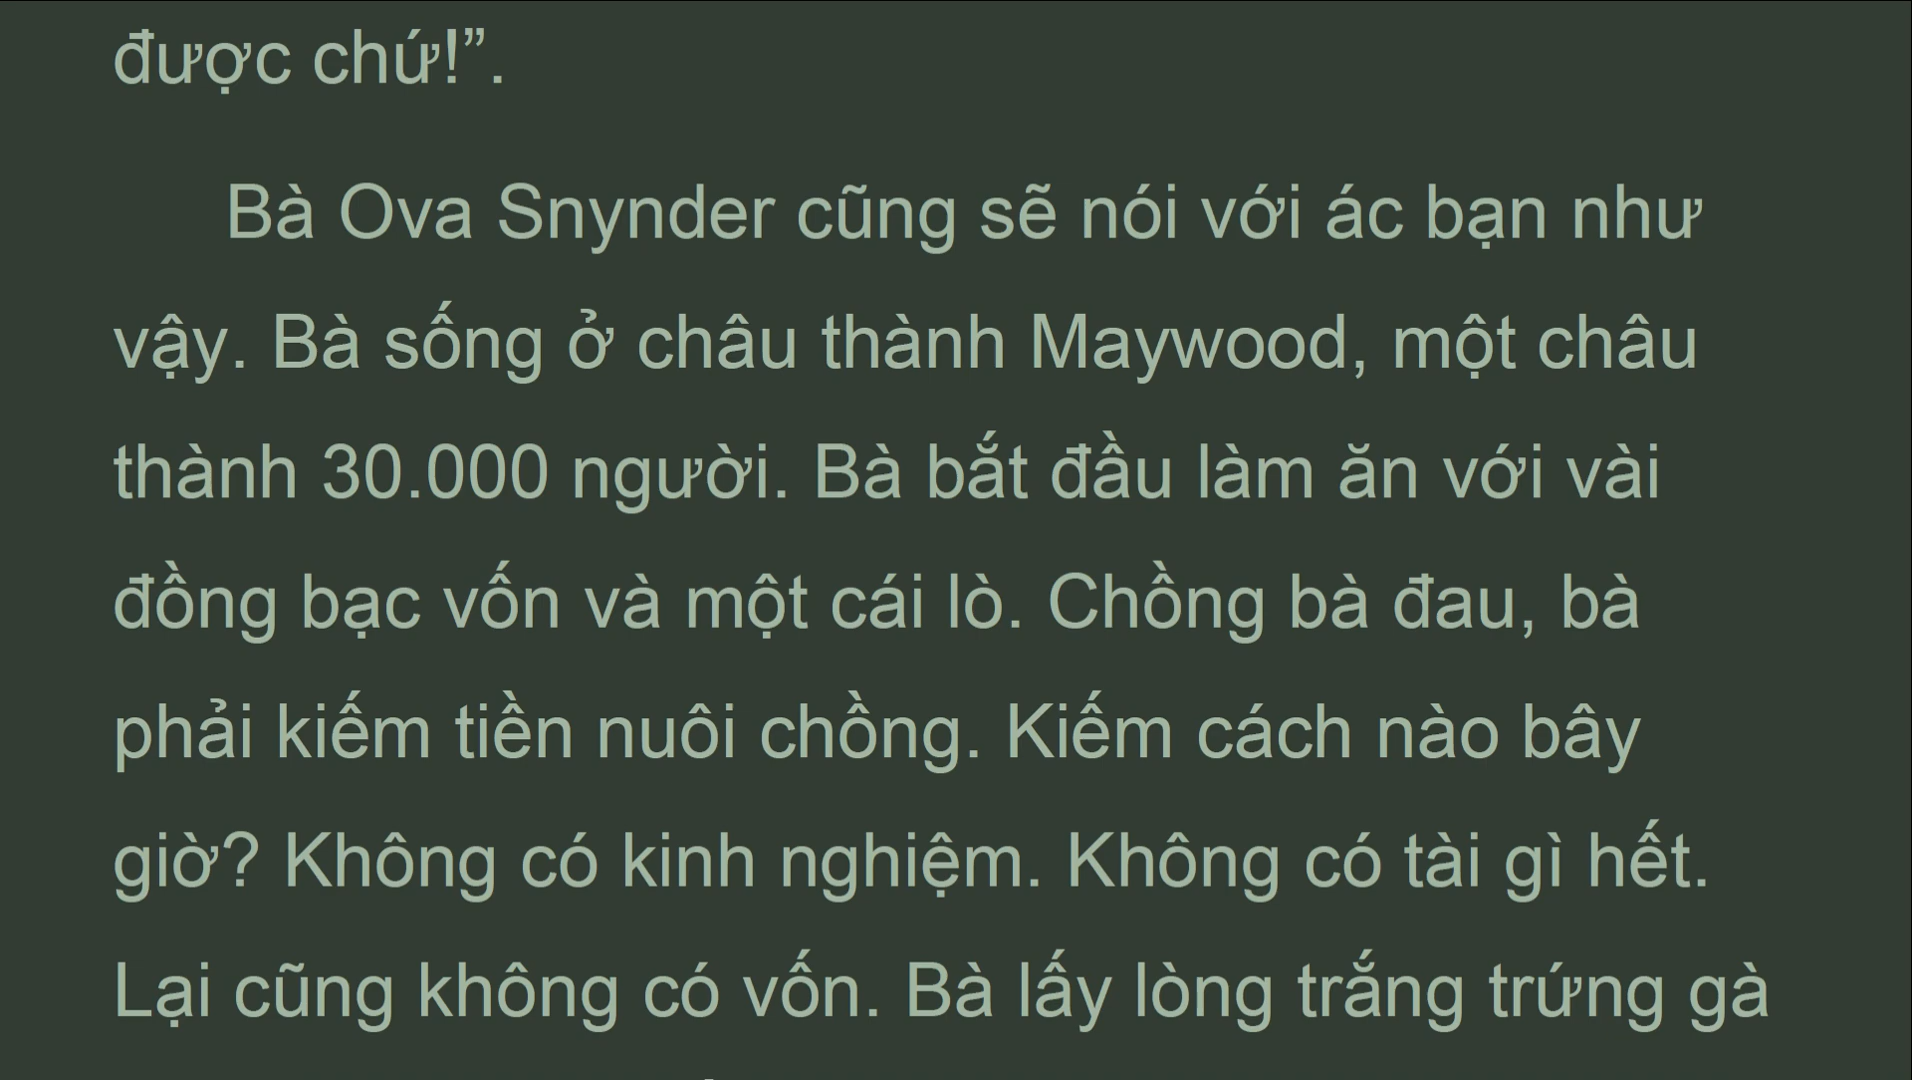 được chứ!”.
Bà Ova Snynder cũng sẽ nói với ác bạn như
vậy. Bà sống ở châu thành Maywood, một châu
thành 30.000 người. Bà bắt đầu làm ăn với vài
đồng bạc vốn và một cái lò. Chồng bà đau, bà
phải kiếm tiền nuôi chồng. Kiếm cách nào bây
giờ? Không có kinh nghiệm. Không có tài gì hết.
Lại cũng không có vốn. Bà lấy lòng trắng trứng gà